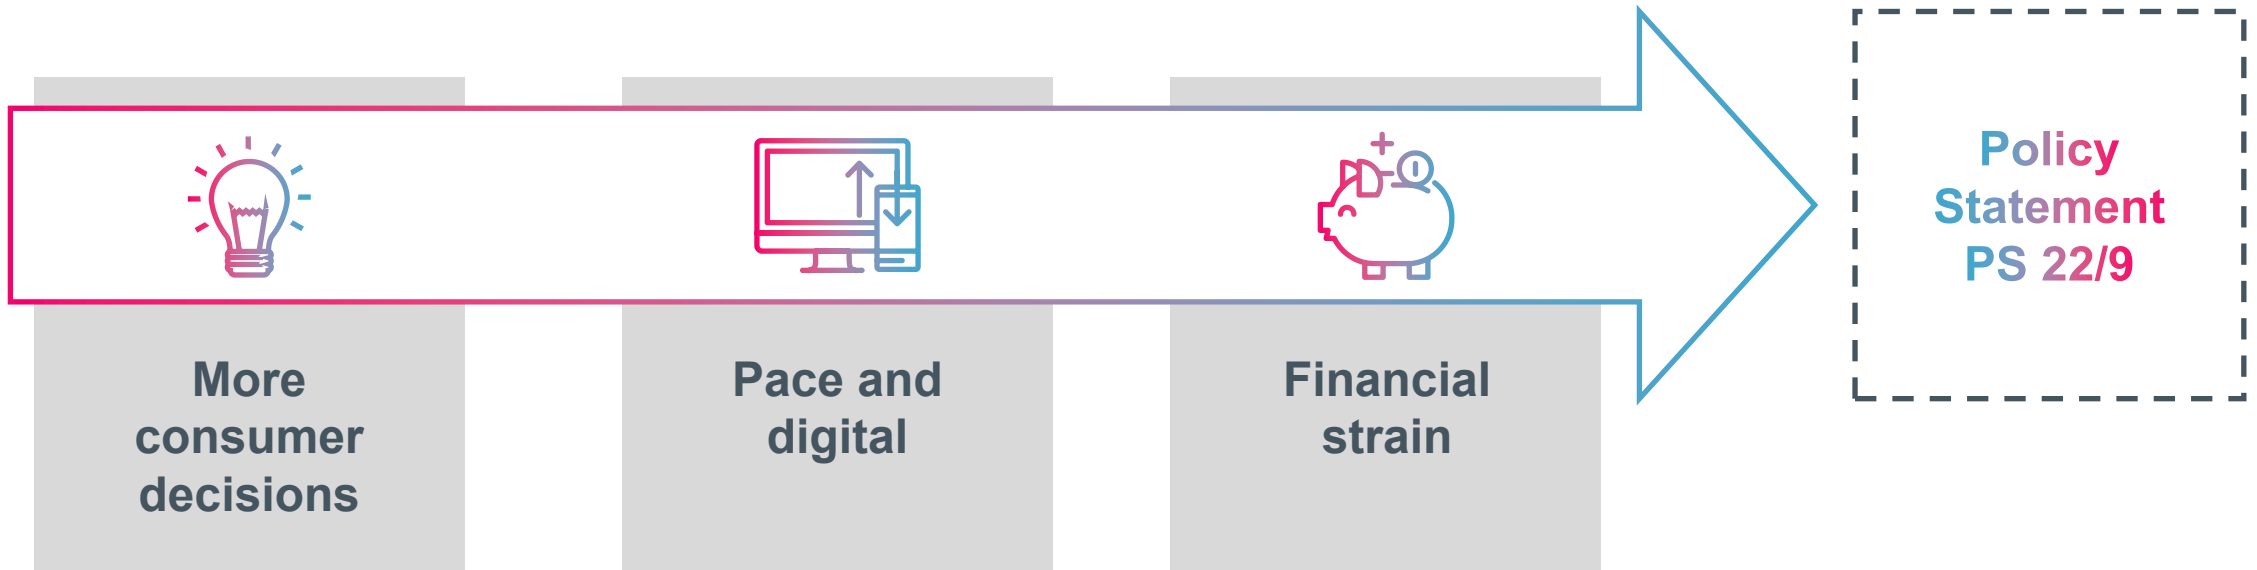 More
consumer
decisions
Pace and
digital
Financial
strain
Policy
Statement
PS 22/9